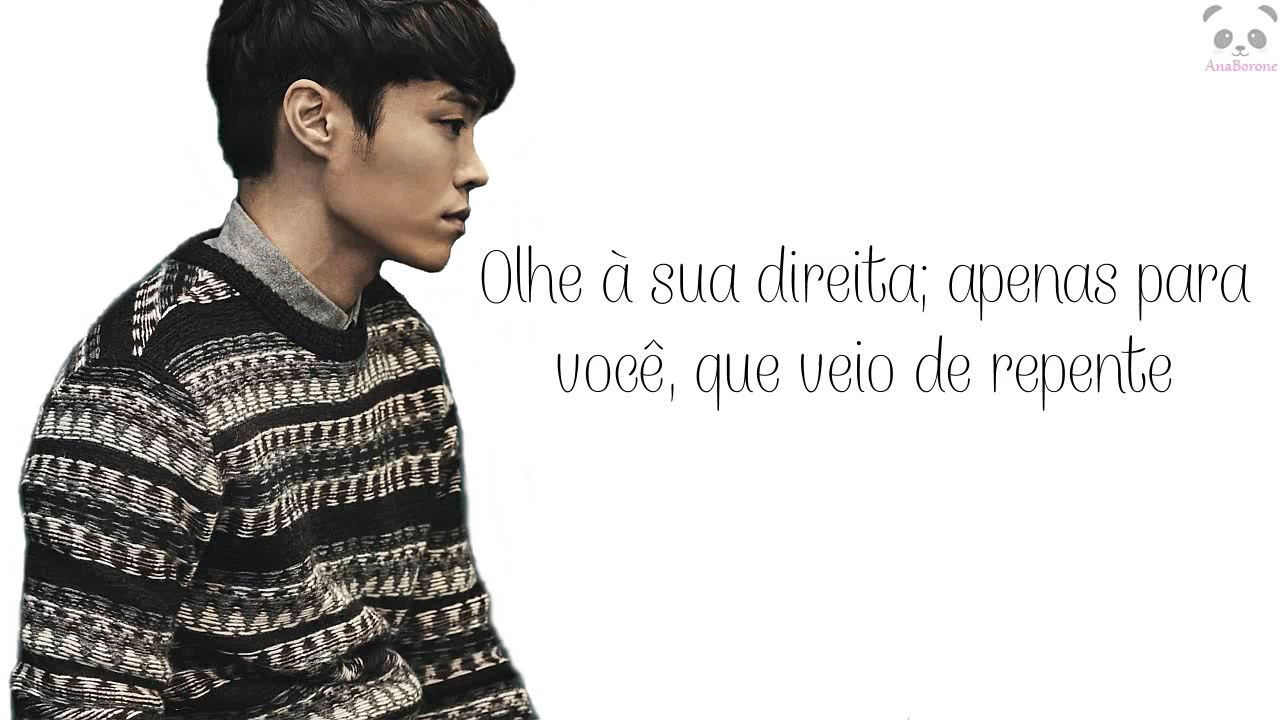 AnaBorone
Olhe à sua direita; apenas para
você, que veio de repente